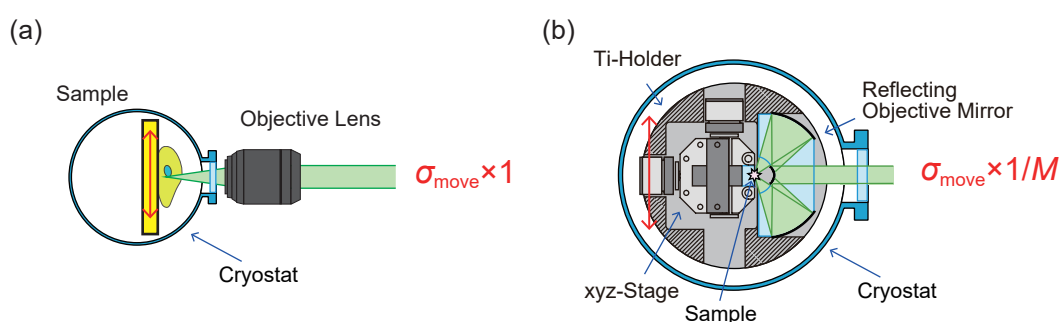 (a)
Sample
Objective Lens
σmove×1
Cryostat
(b)
Ti-Holder
Reflecting
Objective Mirror
σmove×1/M
xyz-Stage
Sample
Cryostat